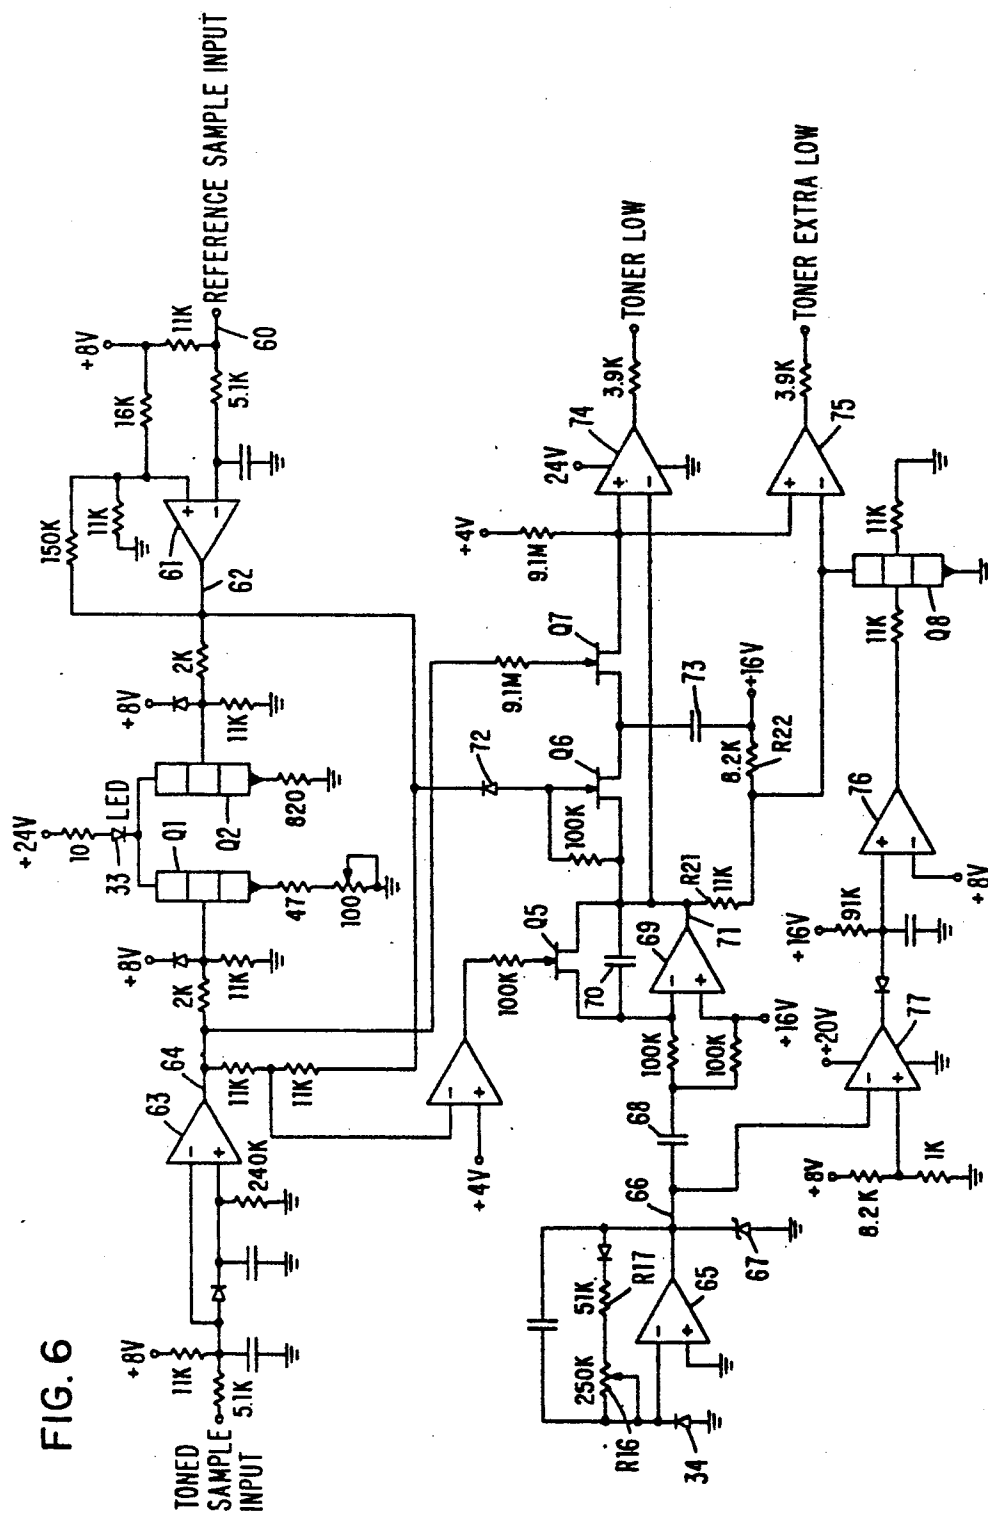 FIG. 6
TONED
SAMPLE
INPUT
5.1K
11K
+8V
240K
63
64
11K
11K
2K
11K
+8V
Q1
47
100
33
LED
10
+24V
Q2
820
+8V
11K
2K
62
61
150K
11K
16K
+8V
11K
5.1K
60
REFERENCE SAMPLE INPUT
+4V
-
+
100K
Q5
100K
72
Q6
9.1M
Q7
+4V
9.1M
24V
74
3.9K
TONER LOW
73
+16V
8.2K
R22
R21
11K
71
69
70
100K
100K
+16V
68
66
67
65
R17
51K
250K
R16
34
+8V
8.2K
1K
77
+20V
+16V
91K
76
+8V
11K
Q8
11K
75
3.9K
TONER EXTRA LOW